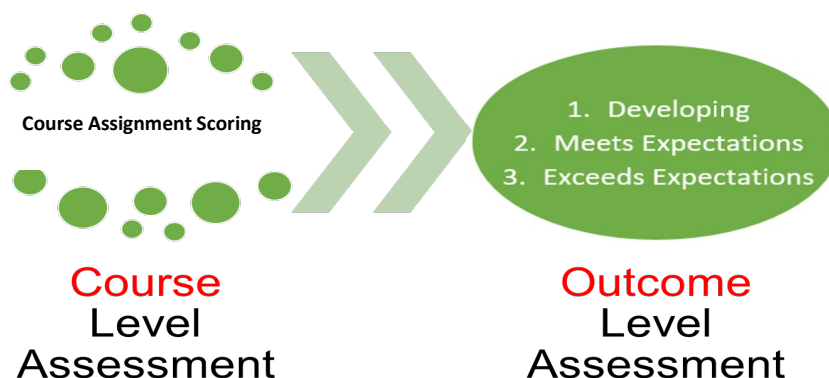 Course Assignment Scoring
1. Developing
2. Meets Expectations
3. Exceeds Expectations
Course
Level
Assessment
Outcome
Level
Assessment